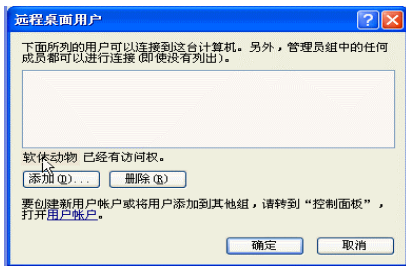 远程桌面用户
下面所列的用户可以连接到这台计算机。另外，管理员组中的任何
成员都可以进行连接(即使没有列出)。
软体动物 已经有访问权。
添加(D)... 删除(R)
要创建新用户帐户或将用户添加到其他组，请转到“控制面板”，
打开用户帐户。
确定 取消